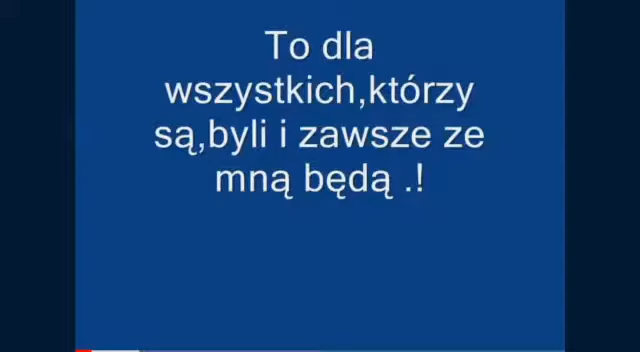 To dla
wszystkich,którzy
są,byli i zawsze ze
mną będą .!